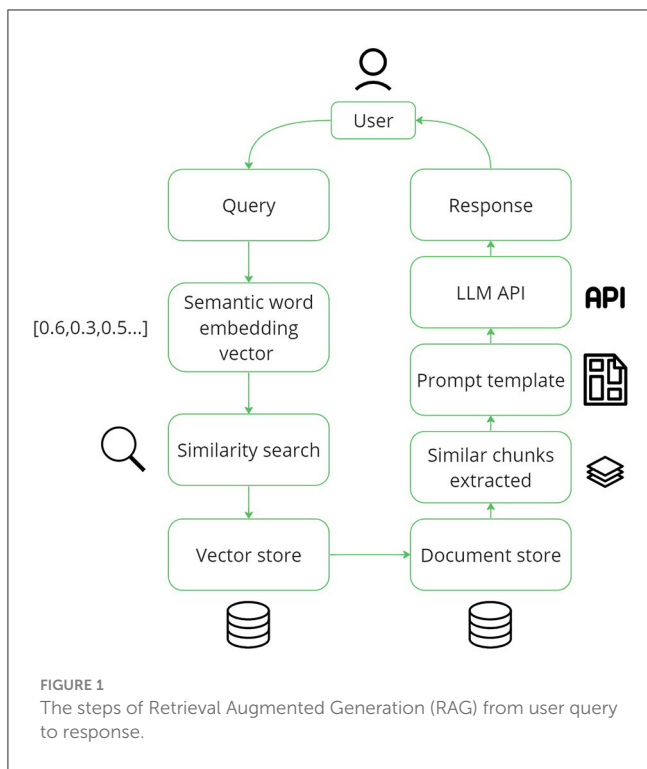 User
Query
Response
Semantic word
embedding
vector
[0.6,0.3,0.5...]
LLM API
API
Prompt template
Similarity search
Similar chunks
extracted
Vector store
Document store
FIGURE 1
The steps of Retrieval Augmented Generation (RAG) from user query
to response.